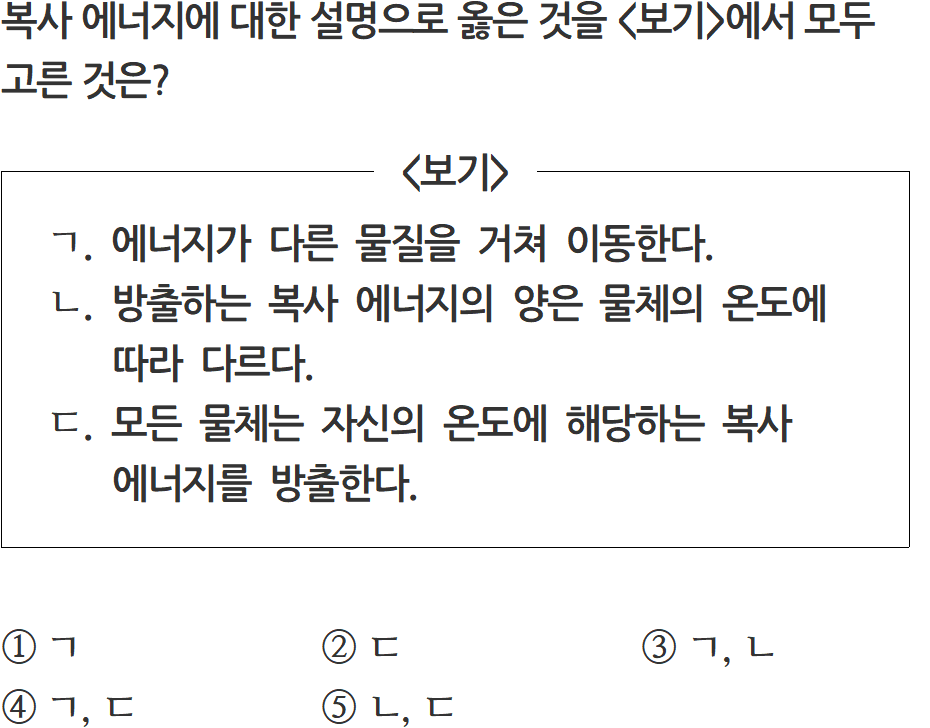 복사 에너지에 대한 설명으로 옳은 것을 <보기>에서 모두
고른 것은?
<보기>
ㄱ. 에너지가 다른 물질을 거쳐 이동한다.
ㄴ. 방출하는 복사 에너지의 양은 물체의 온도에
따라 다르다.
ㄷ. 모든 물체는 자신의 온도에 해당하는 복사
에너지를 방출한다.
① ㄱ ② ㄷ ③ ㄱ, ㄴ
④ ㄱ, ㄷ ⑤ ㄴ, ㄷ